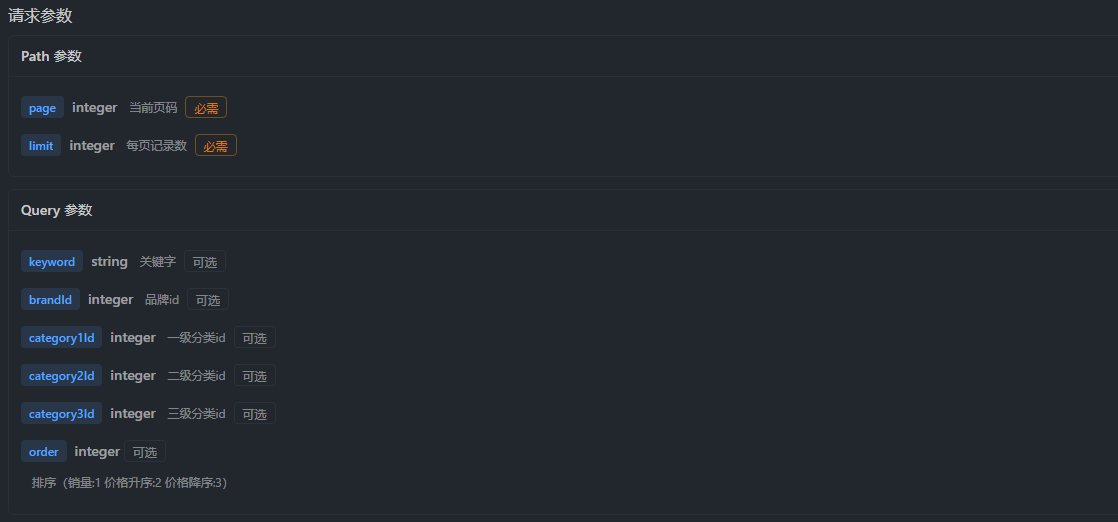 请求参数
Path 参数
page integer 当前页码 必需
limit integer 每页记录数 必需
Query 参数
keyword string 关键字 可选
brandId integer 品牌id 可选
category1Id integer 一级分类id 可选
category2Id integer 二级分类id 可选
category3Id integer 三级分类id 可选
order integer 可选
排序（销量:1 价格升序:2 价格降序:3）